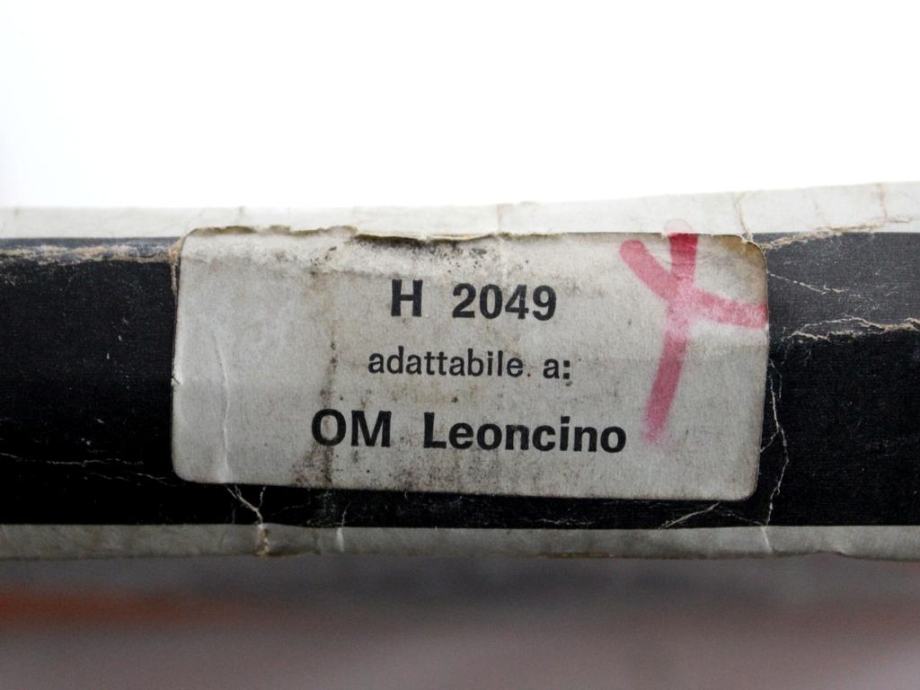 H 2049
adattabile a:
OM Leoncino